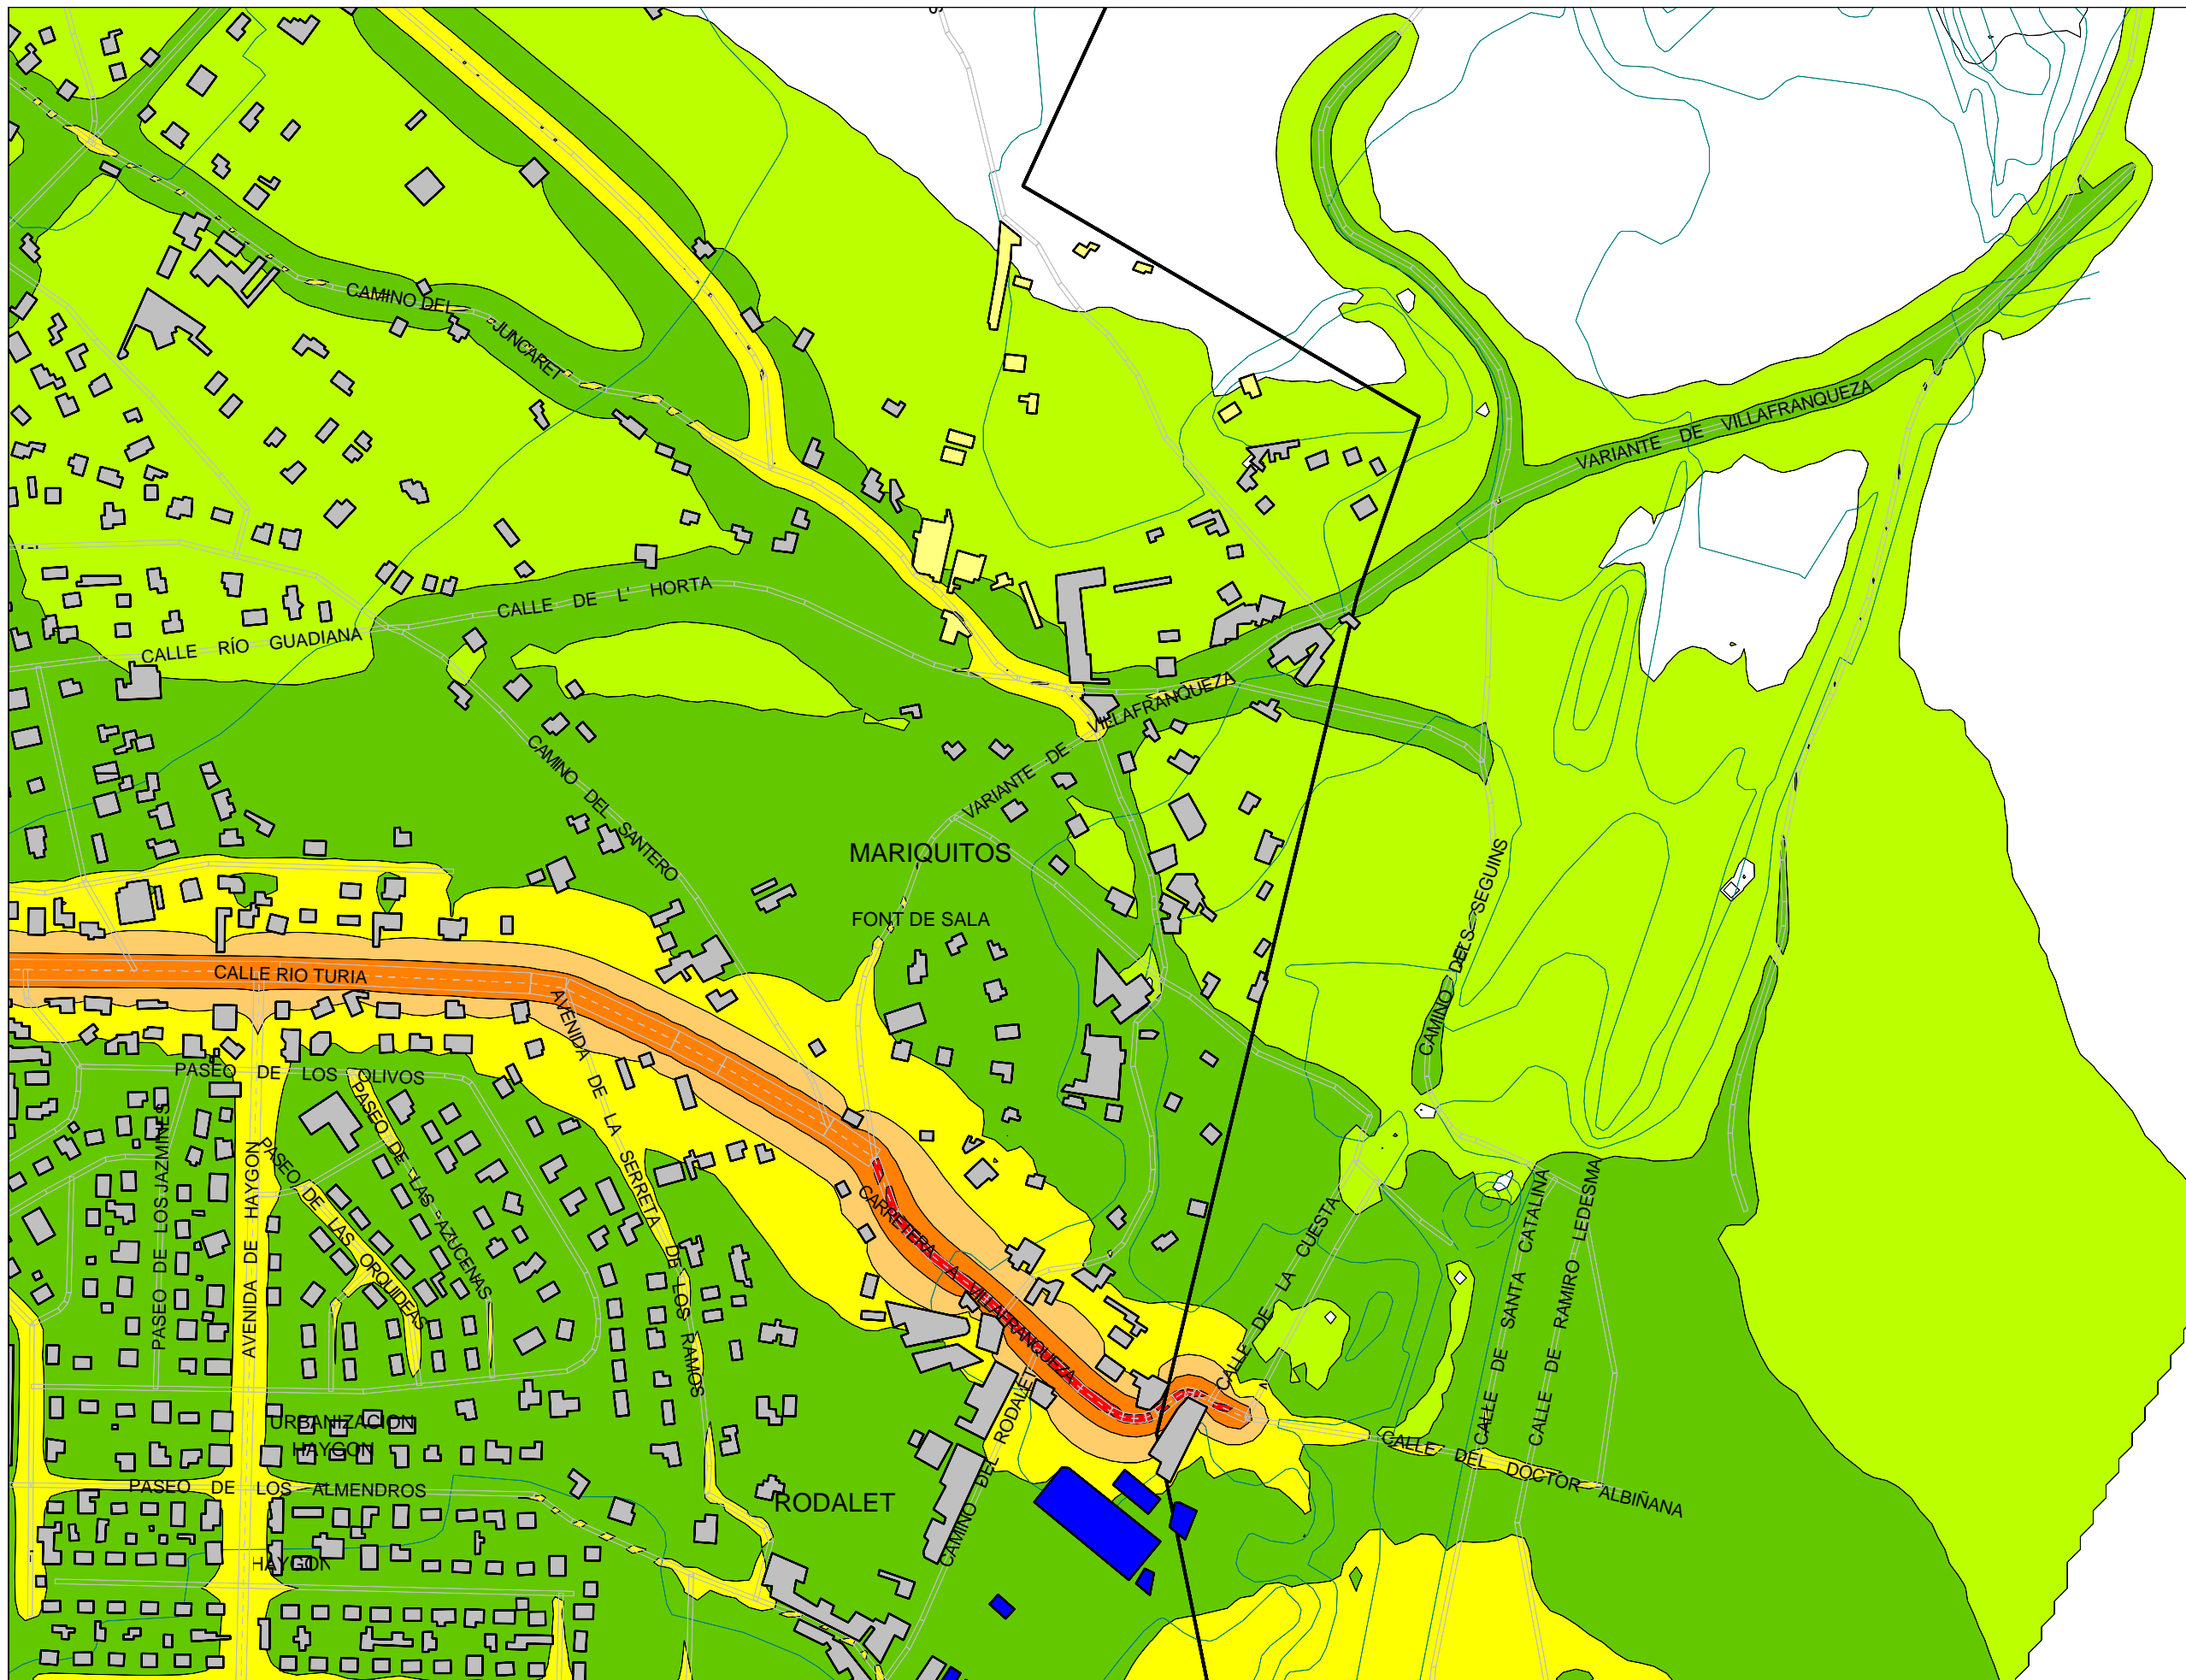 CAMINO DEL JUNCARET
VARIANTE DE VILLAFRANQUEZA
CALLE DE L' HORTA
CALLE RÍO GUADIANA
VARIANTE DE VILLAFRANQUEZA
CAMINO DEL SANTERO
MARIQUITOS
FONT DE SALA
CAMINO DELS SEGUINS
CALLE RIO TURIA
AVENIDA DE LA SERRETA DE LOS RAMOS
PASEO DE LOS OLIVOS
PASEO DE LAS AZUCENAS
PASEO DE LOS JAZMINES
AVENIDA DE HAYGON
PASEO DE LAS ORQUIDEAS
CARRETERA A VILLAFRANQUEZA
CALLE DE LA CUESTA
CALLE DE SANTA CATALINA
CALLE DE RAMIRO LEDESMA
CAMINO DEL RODALET
URBANIZACION
HAYGON
CALLE DEL DOCTOR ALBIÑANA
PASEO DE LOS ALMENDROS
RODALET
HAYGON